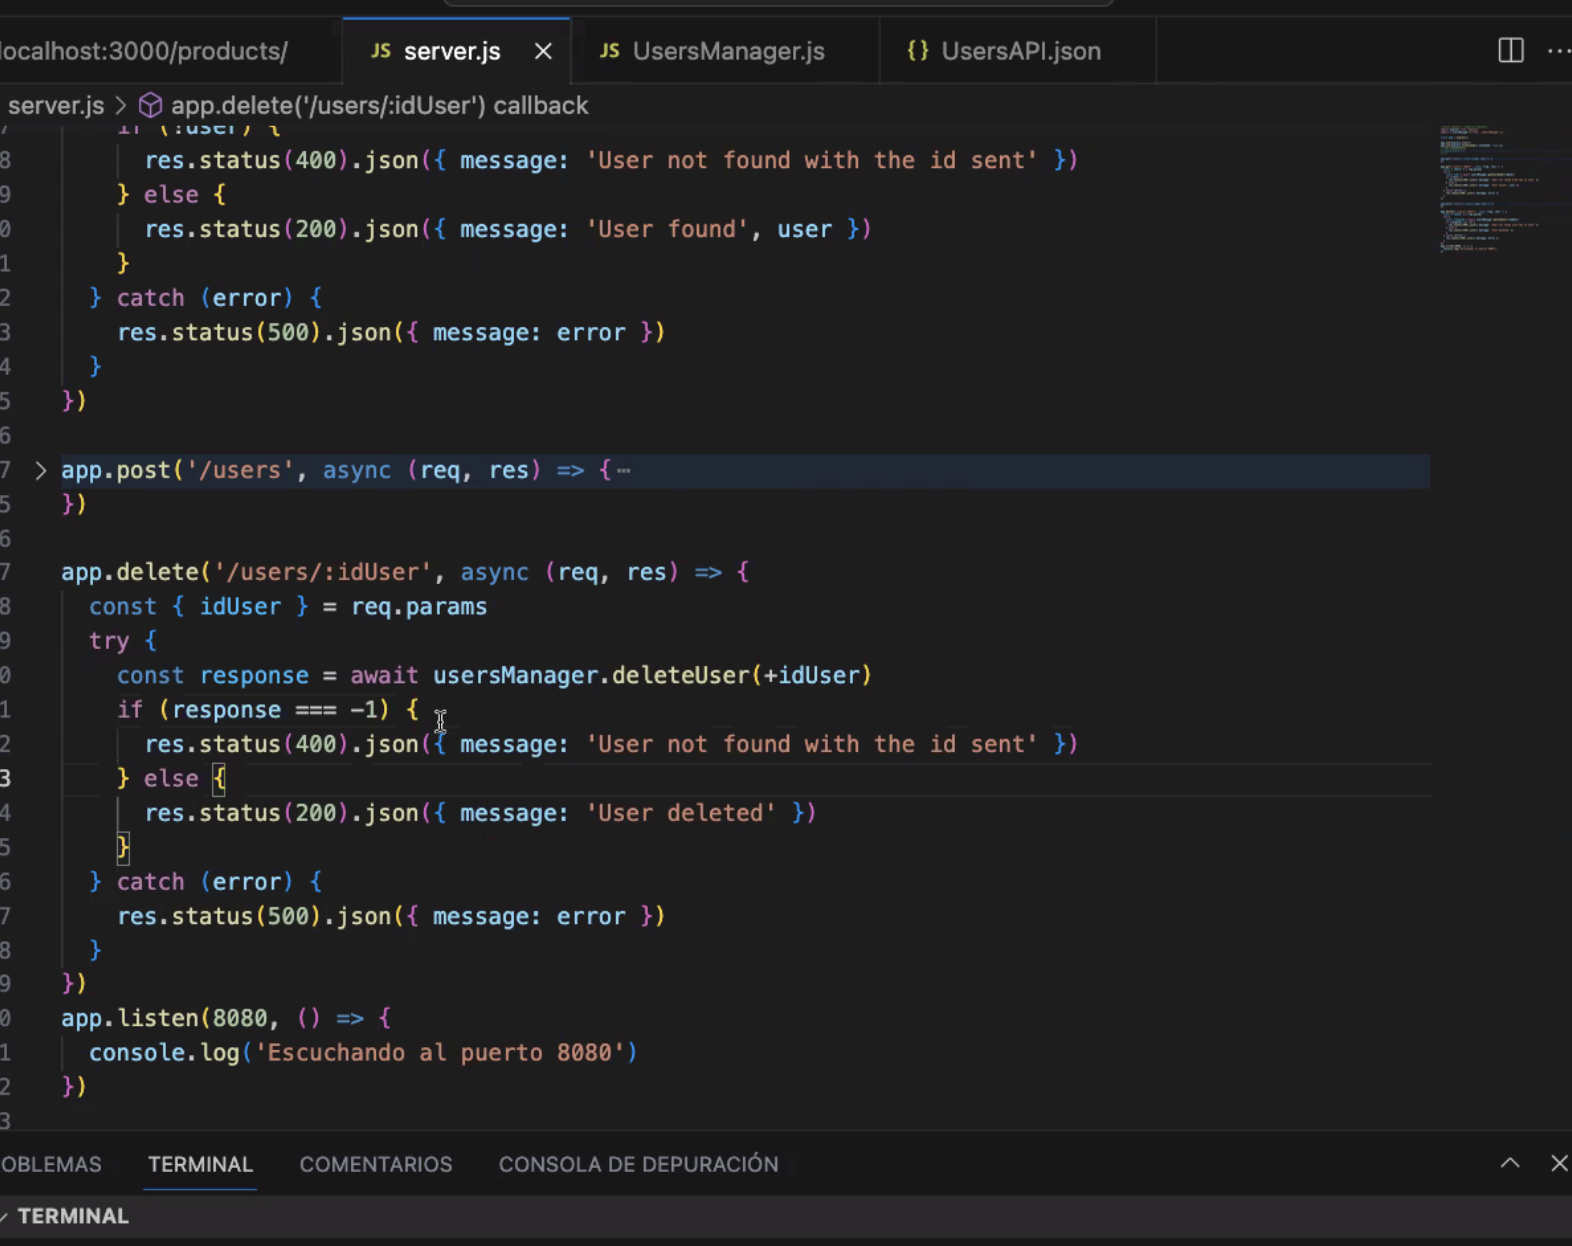 localhost:3000/products/
JS server.js
JS UsersManager.js
{} UsersAPI.json
server.js > app.delete('/users/:idUser') callback
7 if (!user) {
8 res.status(400).json({ message: 'User not found with the id sent' })
9 } else {
0 res.status(200).json({ message: 'User found', user })
1 }
2 } catch (error) {
3 res.status(500).json({ message: error })
4 }
5 })
6
7 app.post('/users', async (req, res) => { ⋯
5 })
6
7 app.delete('/users/:idUser', async (req, res) => {
8 const { idUser } = req.params
9 try {
0 const response = await usersManager.deleteUser(+idUser)
1 if (response === -1) {
2 res.status(400).json({ message: 'User not found with the id sent' })
3 } else {
4 res.status(200).json({ message: 'User deleted' })
5 }
6 } catch (error) {
7 res.status(500).json({ message: error })
8 }
9 })
0 app.listen(8080, () => {
1 console.log('Escuchando al puerto 8080')
2 })
3
OBLEMAS TERMINAL COMENTARIOS CONSOLA DE DEPURACIÓN
TERMINAL